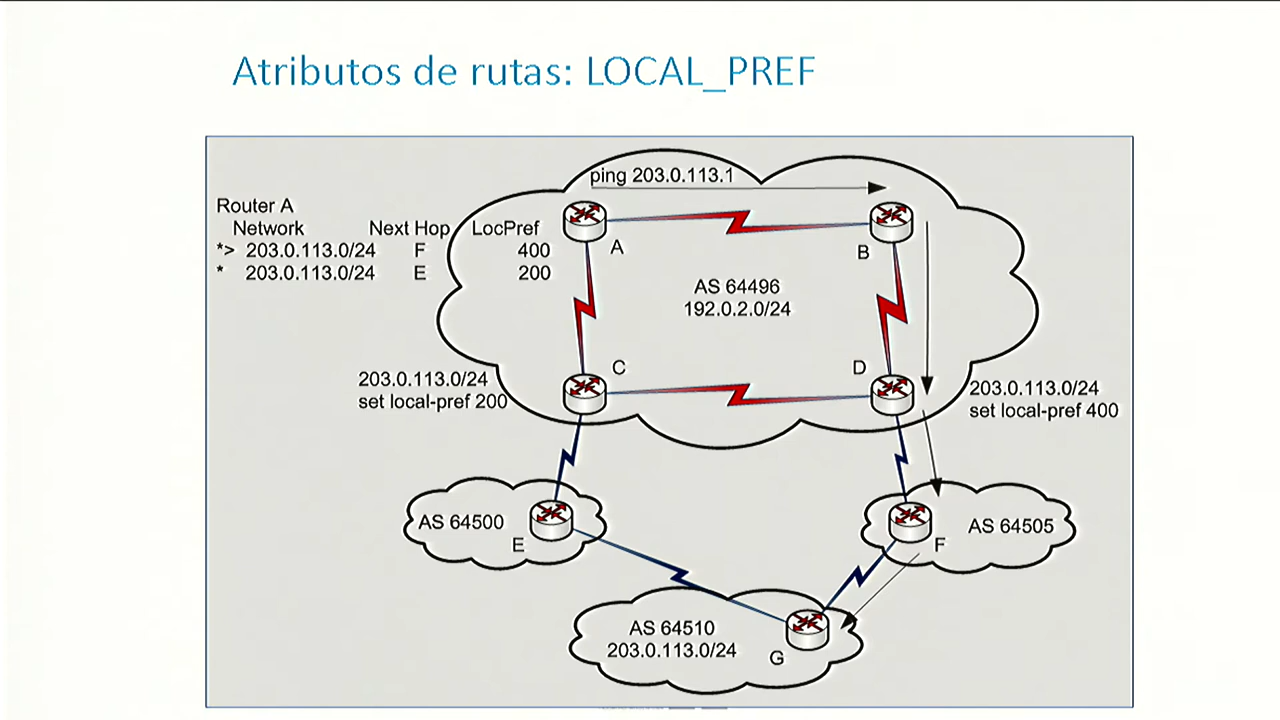 Atributos de rutas: LOCAL_PREF
ping 203.0.113.1
Router A
Network Next Hop LocPref
*> 203.0.113.0/24 F 400
* 203.0.113.0/24 E 200
A
B
AS 64496
192.0.2.0/24
C
D
203.0.113.0/24
set local-pref 200
203.0.113.0/24
set local-pref 400
AS 64500
E
F
AS 64505
AS 64510
203.0.113.0/24
G